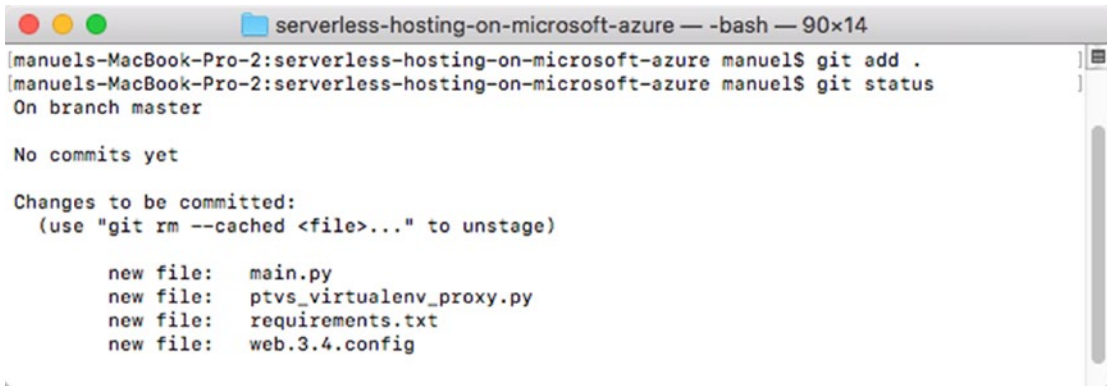 serverless-hosting-on-microsoft-azure — -bash — 90×14
[manuels-MacBook-Pro-2:serverless-hosting-on-microsoft-azure manuel$ git add . ]
[manuels-MacBook-Pro-2:serverless-hosting-on-microsoft-azure manuel$ git status ]
On branch master
No commits yet
Changes to be committed:
(use "git rm --cached <file>..." to unstage)
new file: main.py
new file: ptvs_virtualenv_proxy.py
new file: requirements.txt
new file: web.3.4.config